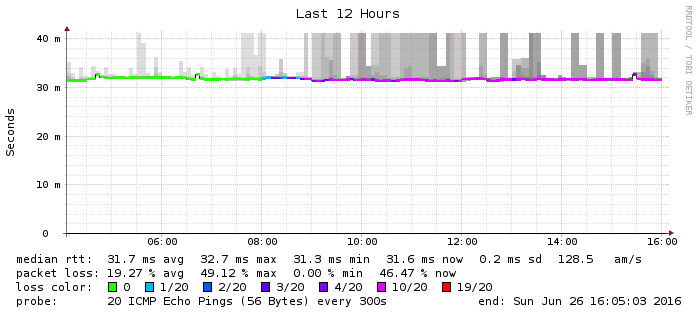 Last 12 Hours
RRDTOOL / TOBI OETIKER
Seconds
40 m
30 m
20 m
10 m
0
06:00 08:00 10:00 12:00 14:00 16:00
median rtt: 31.7 ms avg 32.7 ms max 31.3 ms min 31.6 ms now 0.2 ms sd 128.5 am/s
packet loss: 19.27 % avg 49.12 % max 0.00 % min 46.47 % now
loss color: 0 1/20 2/20 3/20 4/20 10/20 19/20
probe: 20 ICMP Echo Pings (56 Bytes) every 300s end: Sun Jun 26 16:05:03 2016